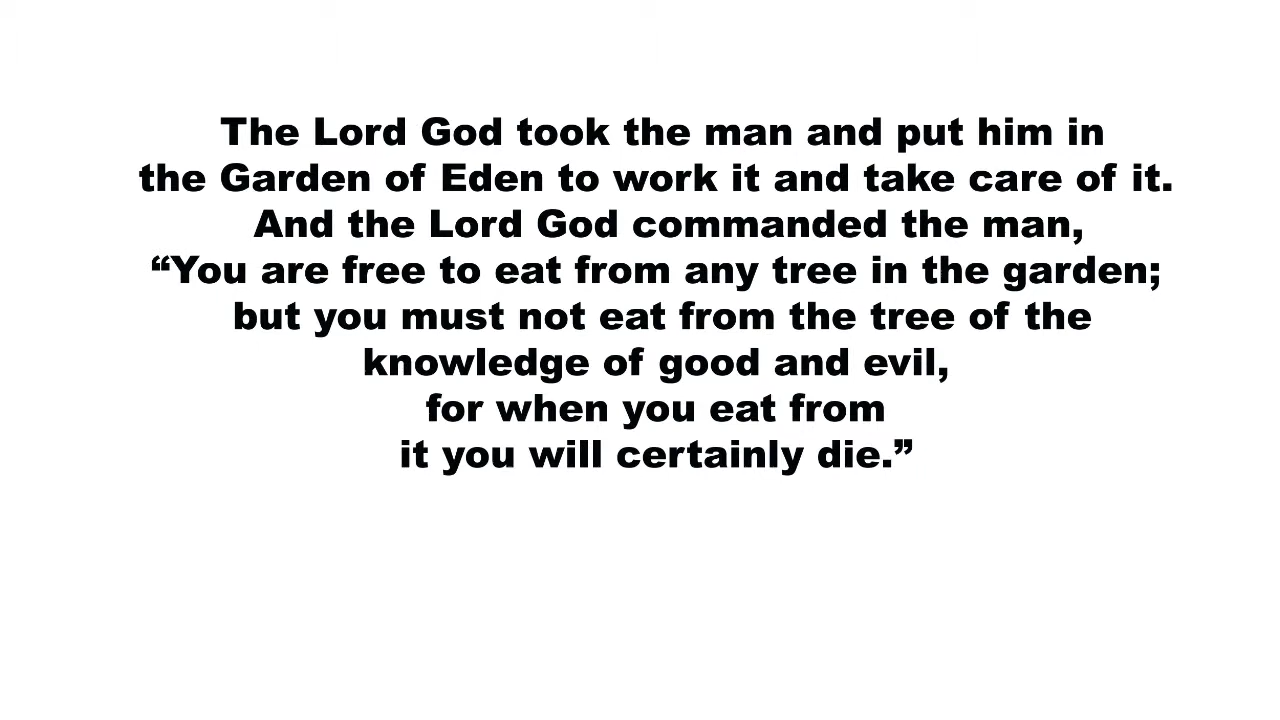 The Lord God took the man and put him in
the Garden of Eden to work it and take care of it.
And the Lord God commanded the man,
“You are free to eat from any tree in the garden;
but you must not eat from the tree of the
knowledge of good and evil,
for when you eat from
it you will certainly die.”